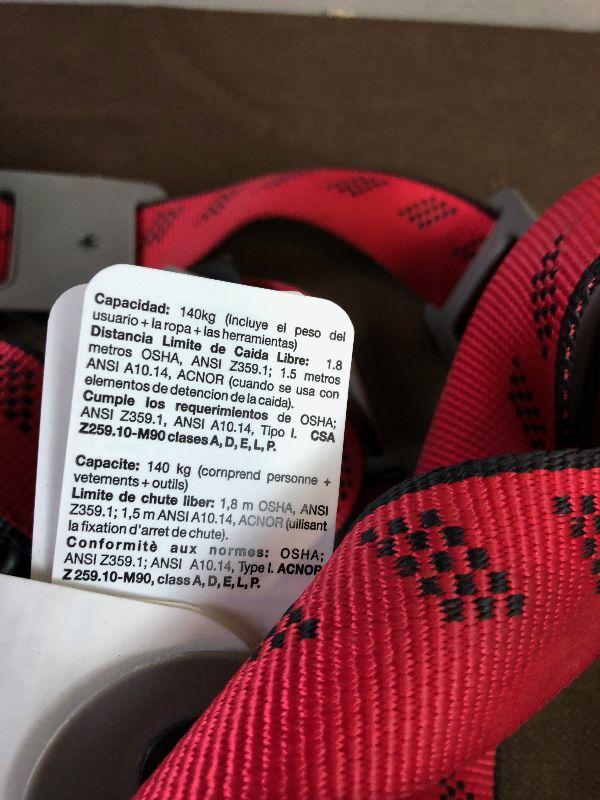 Capacidad: 140kg (incluye el peso del
usuario + la ropa + las herramientas)
Distancia Limite de Caida Libre: 1.8
metros OSHA, ANSI Z359.1; 1.5 metros
ANSI A10.14, ACNOR (cuando se usa con
elementos de detencion de la caida).
Cumple los requerimientos de OSHA;
ANSI Z359.1, ANSI A10.14, Tipo I. CSA
Z259.10-M90 clases A, D, E, L, P.
Capacite: 140 kg (comprend personne +
vetements + outils)
Limite de chute liber: 1,8 m OSHA, ANSI
Z359.1; 1,5 m ANSI A10.14, ACNOR (uilisant
la fixation d'arret de chute).
Conformitè aux normes: OSHA;
ANSI Z359.1; ANSI A10.14, Type I. ACNOR
Z 259.10-M90, class A, D, E, L, P.